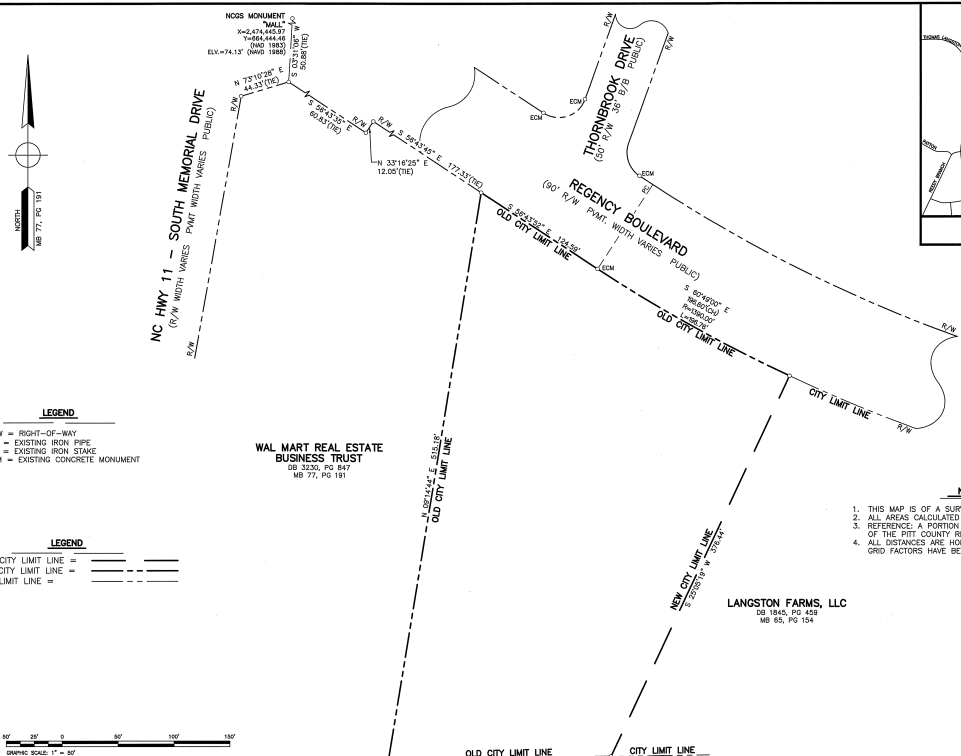 NCGS MONUMENT
"MALL"
X=2,474,445.97
Y=664,444.46
(NAD 1983)
ELV.=74.13' (NAVD 1988)
S 03°31'06" W
50.88'(TIE)
N 73°10'28" E
44.33'(TIE)
R/W
S 58°43'35" E
60.83'(TIE)
R/W
R/W
N 33°16'25" E
12.05'(TIE)
S 56°43'45" E 177.33'(TIE)
NC HWY 11 - SOUTH MEMORIAL DRIVE
(R/W WIDTH VARIES PVMT WIDTH VARIES PUBLIC)
R/W
NORTH
MB 77, PG 191
R/W
R/W
ECM
ECM
THORNBROOK DRIVE
(50' R/W 36' B/B PUBLIC)
ECM
PC
REGENCY BOULEVARD
(90' R/W PVMT. WIDTH VARIES PUBLIC)
S 56°43'52" E 124.59'
OLD CITY LIMIT LINE
ECM
S 60°49'00" E
196.60'(CH)
R=1390.00'
L=196.76'
OLD CITY LIMIT LINE
R/W
CITY LIMIT LINE
R/W
PATTON
REEDY BRANCH
LEGEND
W = RIGHT-OF-WAY
= EXISTING IRON PIPE
= EXISTING IRON STAKE
M = EXISTING CONCRETE MONUMENT
WAL MART REAL ESTATE
BUSINESS TRUST
DB 3230, PG 847
MB 77, PG 191
N 09°14'44" E 515.18'
OLD CITY LIMIT LINE
LEGEND
CITY LIMIT LINE =
CITY LIMIT LINE =
LIMIT LINE =
NEW CITY LIMIT LINE
S 25°05'19" W 376.44'
LANGSTON FARMS, LLC
DB 1845, PG 459
MB 65, PG 154
N
1. THIS MAP IS OF A SUR
2. ALL AREAS CALCULATED
3. REFERENCE: A PORTION
OF THE PITT COUNTY R
4. ALL DISTANCES ARE HO
GRID FACTORS HAVE BE
50' 25' 0 50' 100' 150'
GRAPHIC SCALE: 1" = 50'
OLD CITY LIMIT LINE
CITY LIMIT LINE